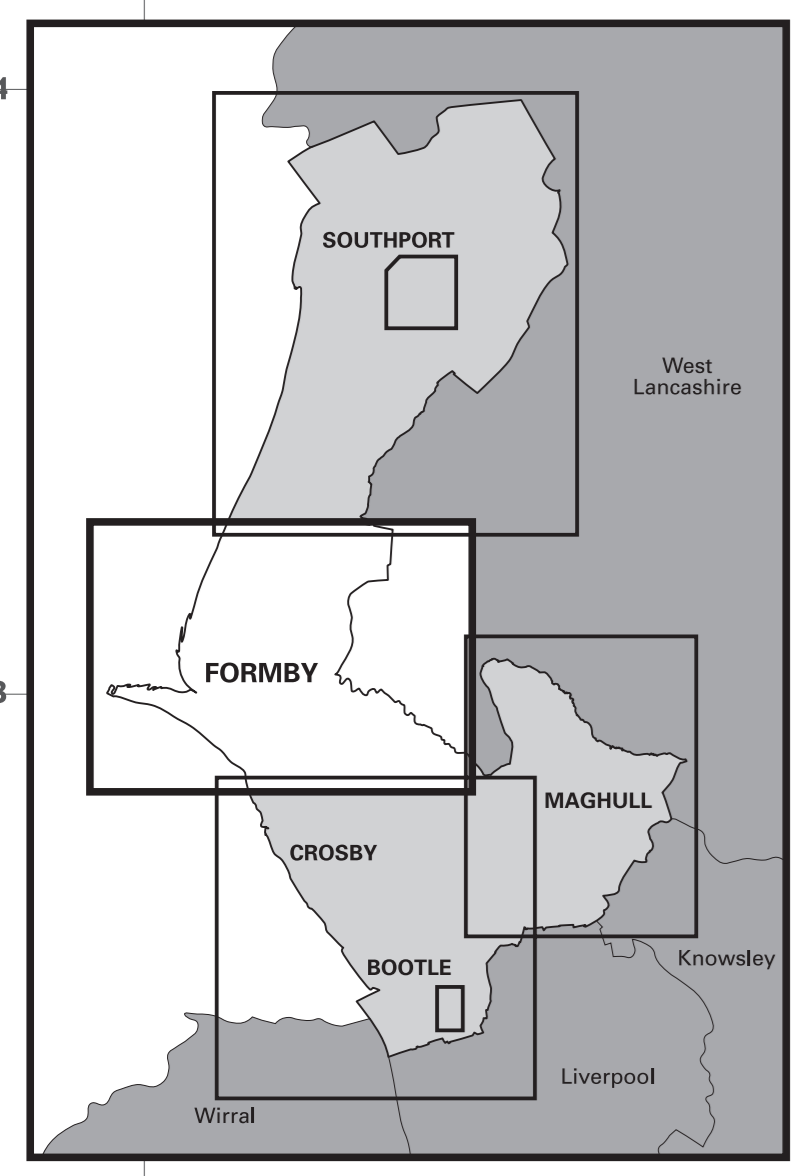 4
SOUTHPORT
West
Lancashire
FORMBY
3
MAGHULL
CROSBY
BOOTLE
Knowsley
Liverpool
Wirral